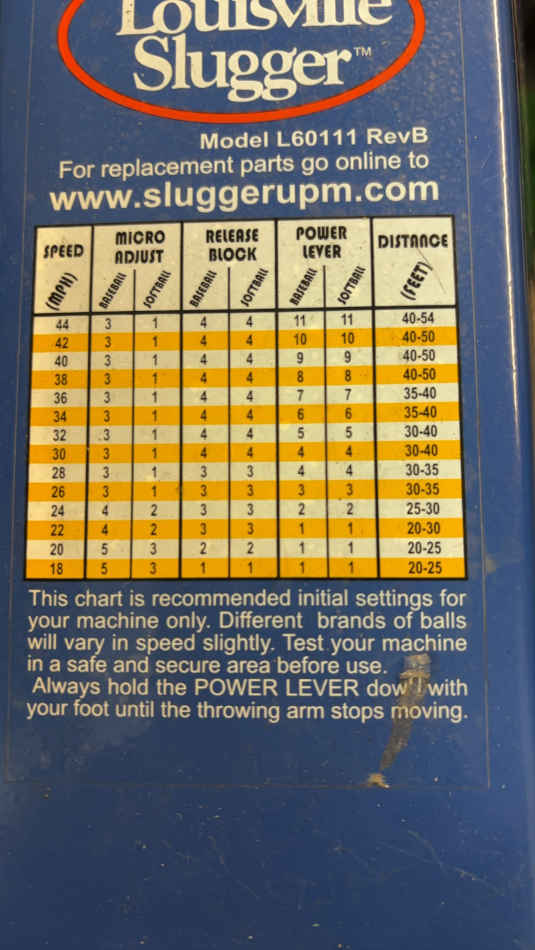 Louisville
Slugger™
Model L60111 RevB
For replacement parts go online to
www.sluggerupm.com
SPEED (MPH) MICRO ADJUST RELEASE BLOCK POWER LEVER DISTANCE (FEET)
BASEBALL SOFTBALL BASEBALL SOFTBALL BASEBALL SOFTBALL
44 3 1 4 4 11 11 40-54
42 3 1 4 4 10 10 40-50
40 3 1 4 4 9 9 40-50
38 3 1 4 4 8 8 40-50
36 3 1 4 4 7 7 35-40
34 3 1 4 4 6 6 35-40
32 3 1 4 4 5 5 30-40
30 3 1 4 4 4 4 30-40
28 3 1 3 3 4 4 30-35
26 3 1 3 3 3 3 30-35
24 4 2 3 3 2 2 25-30
22 4 2 3 3 1 1 20-30
20 5 3 2 2 1 1 20-25
18 5 3 1 1 1 1 20-25
This chart is recommended initial settings for
your machine only. Different brands of balls
will vary in speed slightly. Test your machine
in a safe and secure area before use.
Always hold the POWER LEVER down with
your foot until the throwing arm stops moving.